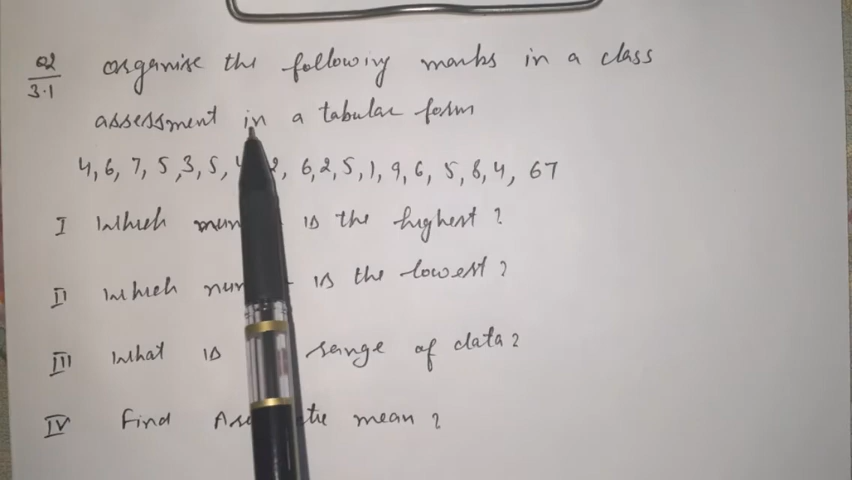 Q2 organise the following marks in a class
3.1 assessment in a tabular form
4, 6, 7, 5, 3, 5, 4, 2, 6, 2, 5, 1, 9, 6, 5, 8, 4, 67
I Which is the highest ?
II Which is the lowest ?
III What is range of data ?
IV Find mean ?